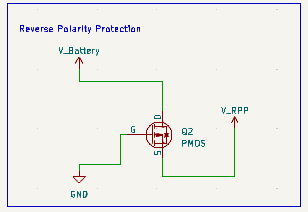 Reverse Polarity Protection
V_Battery
V_RPP
D
G
Q2
PMOS
S
GND